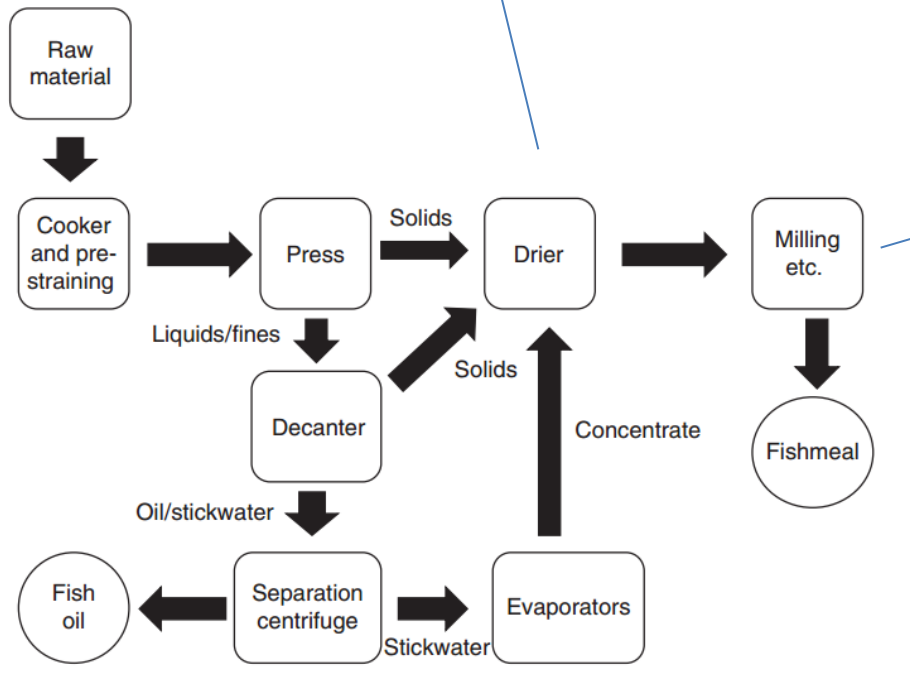 Raw
material
Cooker
and pre-
straining
Press
Solids
Drier
Milling
etc.
Liquids/fines
Solids
Decanter
Concentrate
Fishmeal
Oil/stickwater
Fish
oil
Separation
centrifuge
Stickwater
Evaporators